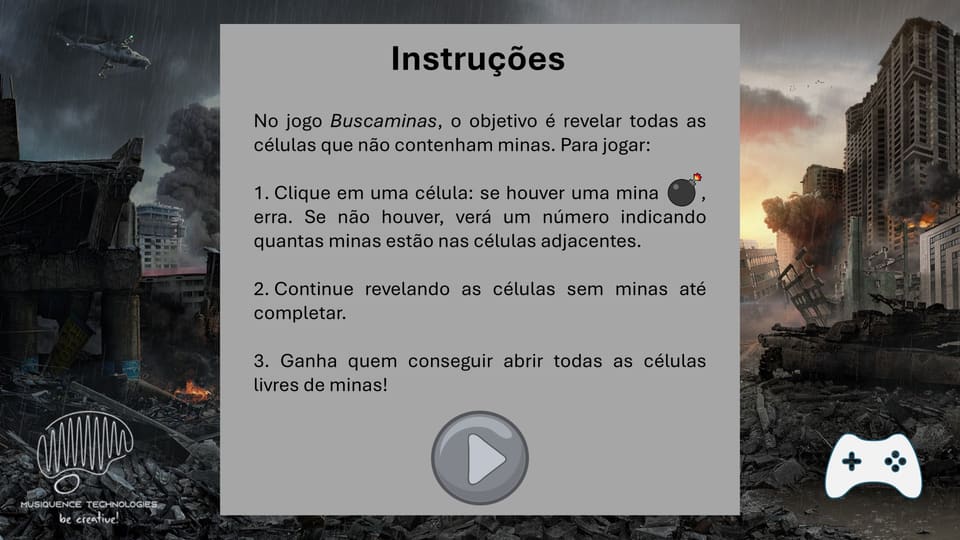 Instruções
No jogo Buscaminas, o objetivo é revelar todas as
células que não contenham minas. Para jogar:
1. Clique em uma célula: se houver uma mina ,
erra. Se não houver, verá um número indicando
quantas minas estão nas células adjacentes.
2. Continue revelando as células sem minas até
completar.
3. Ganha quem conseguir abrir todas as células
livres de minas!
MUSIQUENCE TECHNOLOGIES
be creative!